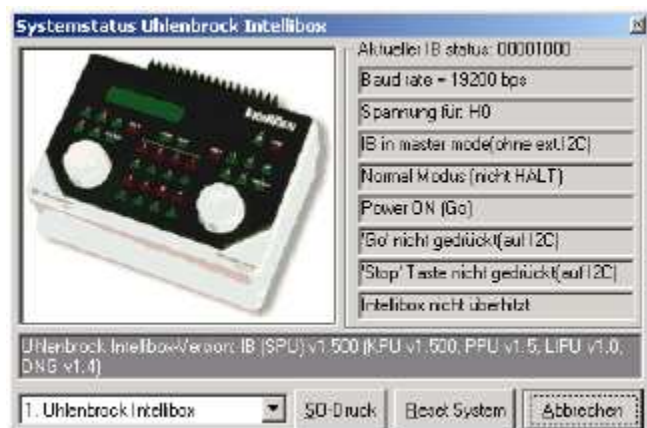 Systemstatus Uhlenbrock Intellibox
Aktueller IB status: 00001000
Baud rate = 19200 bps
Spannung für: H0
IB in master mode(ohne ext.I2C)
Normal Modus (nicht HALT)
Power ON (Go)
'Go' nicht gedrückt(auf I2C)
'Stop' Taste nicht gedrückt(auf I2C)
Intellibox nicht überhitzt
Uhlenbrock Intellibox-Version: IB (SPU) v1.500 (KPU v1.500, PPU v1.5, LIPU v1.0,
DNG v1.4)
1. Uhlenbrock Intellibox
SO-Druck
Reset System
Abbrechen